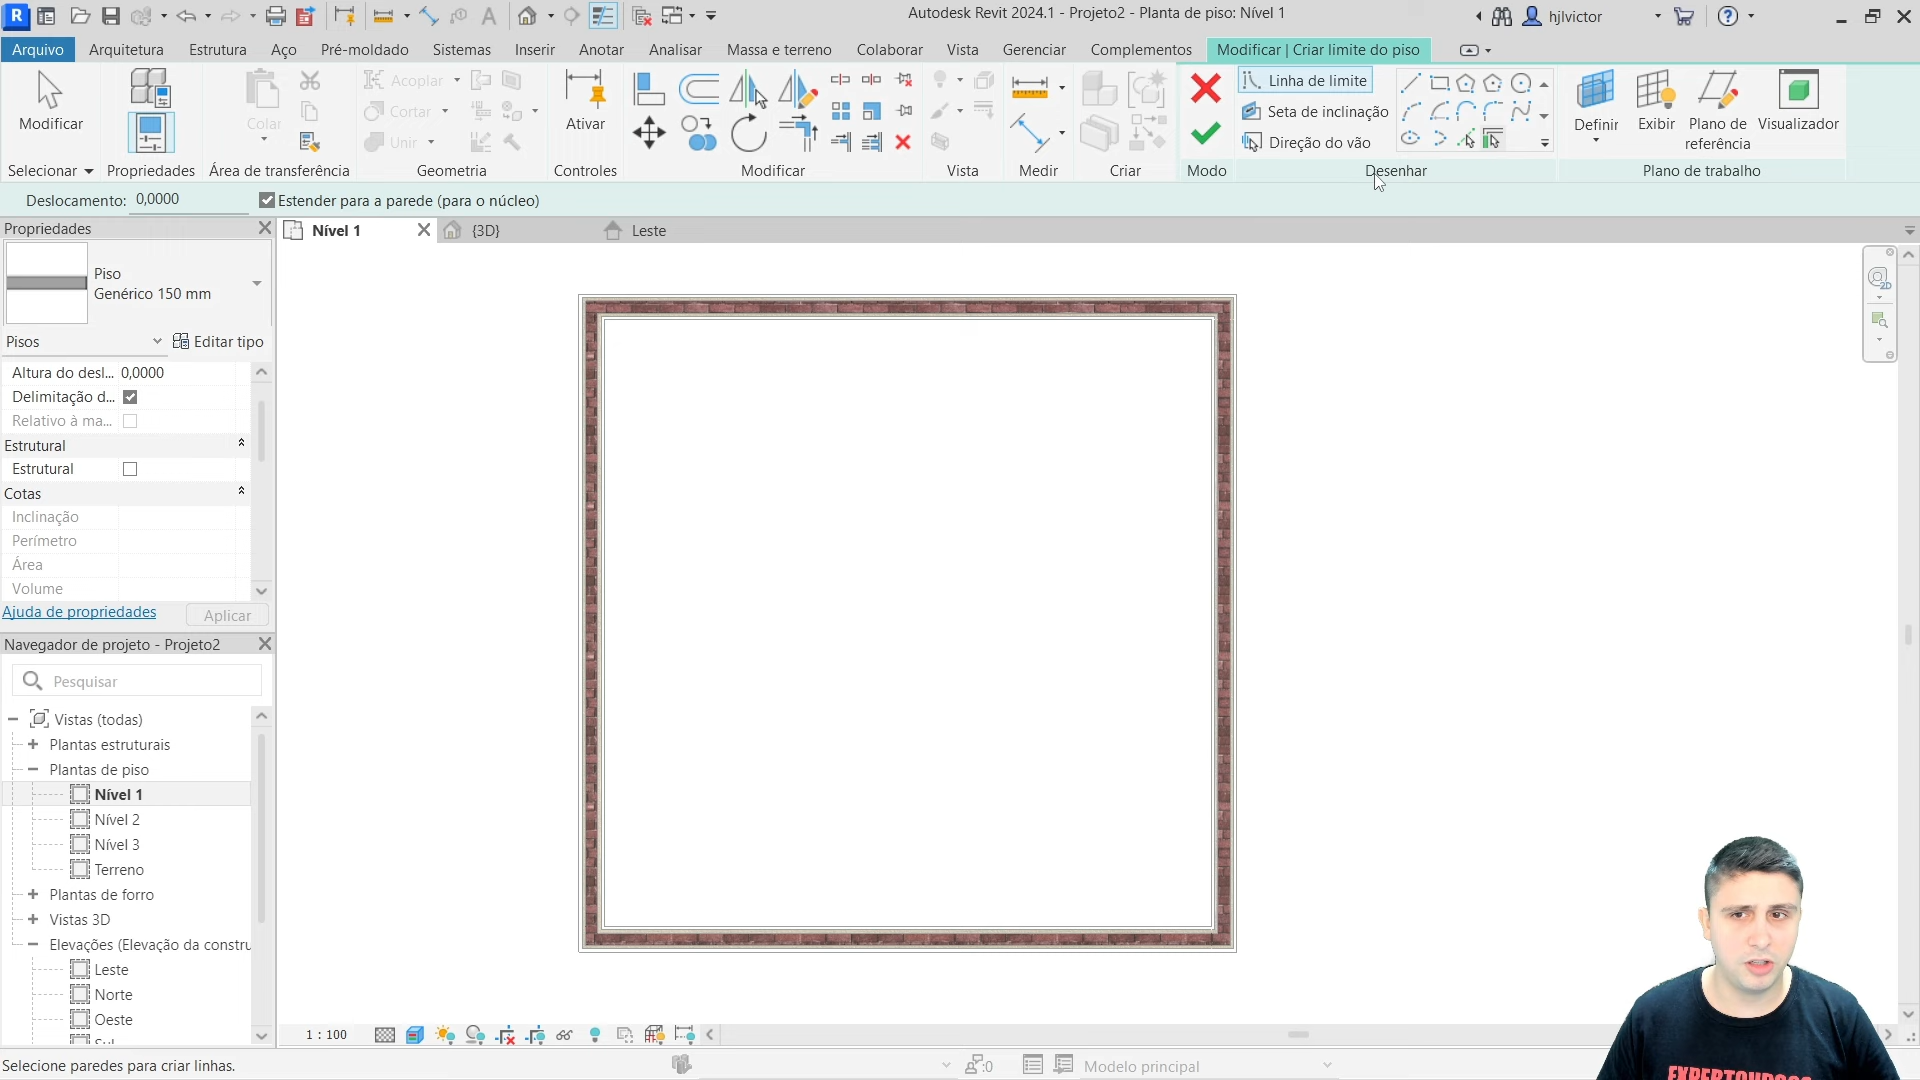 Autodesk Revit 2024.1 - Projeto2 - Planta de piso: Nível 1
hjlvictor
Arquivo Arquitetura Estrutura Aço Pré-moldado Sistemas Inserir Anotar Analisar Massa e terreno Colaborar Vista Gerenciar Complementos Modificar | Criar limite do piso
Modificar
Colar
Acoplar
Cortar
Unir
Ativar
Linha de limite
Seta de inclinação
Direção do vão
Definir
Exibir
Plano de
referência
Visualizador
Selecionar Propriedades Área de transferência Geometria Controles Modificar Vista Medir Criar Modo Desenhar Plano de trabalho
Deslocamento: 0,0000 Estender para a parede (para o núcleo)
Propriedades
Nível 1 {3D} Leste
Piso
Genérico 150 mm
Pisos Editar tipo
Altura do desl... 0,0000
Delimitação d...
Relativo à ma...
Estrutural
Estrutural
Cotas
Inclinação
Perímetro
Área
Volume
Ajuda de propriedades Aplicar
Navegador de projeto - Projeto2
Pesquisar
Vistas (todas)
Plantas estruturais
Plantas de piso
Nível 1
Nível 2
Nível 3
Terreno
Plantas de forro
Vistas 3D
Elevações (Elevação da constru
Leste
Norte
Oeste
2D
1 : 100
Selecione paredes para criar linhas.
:0
Modelo principal